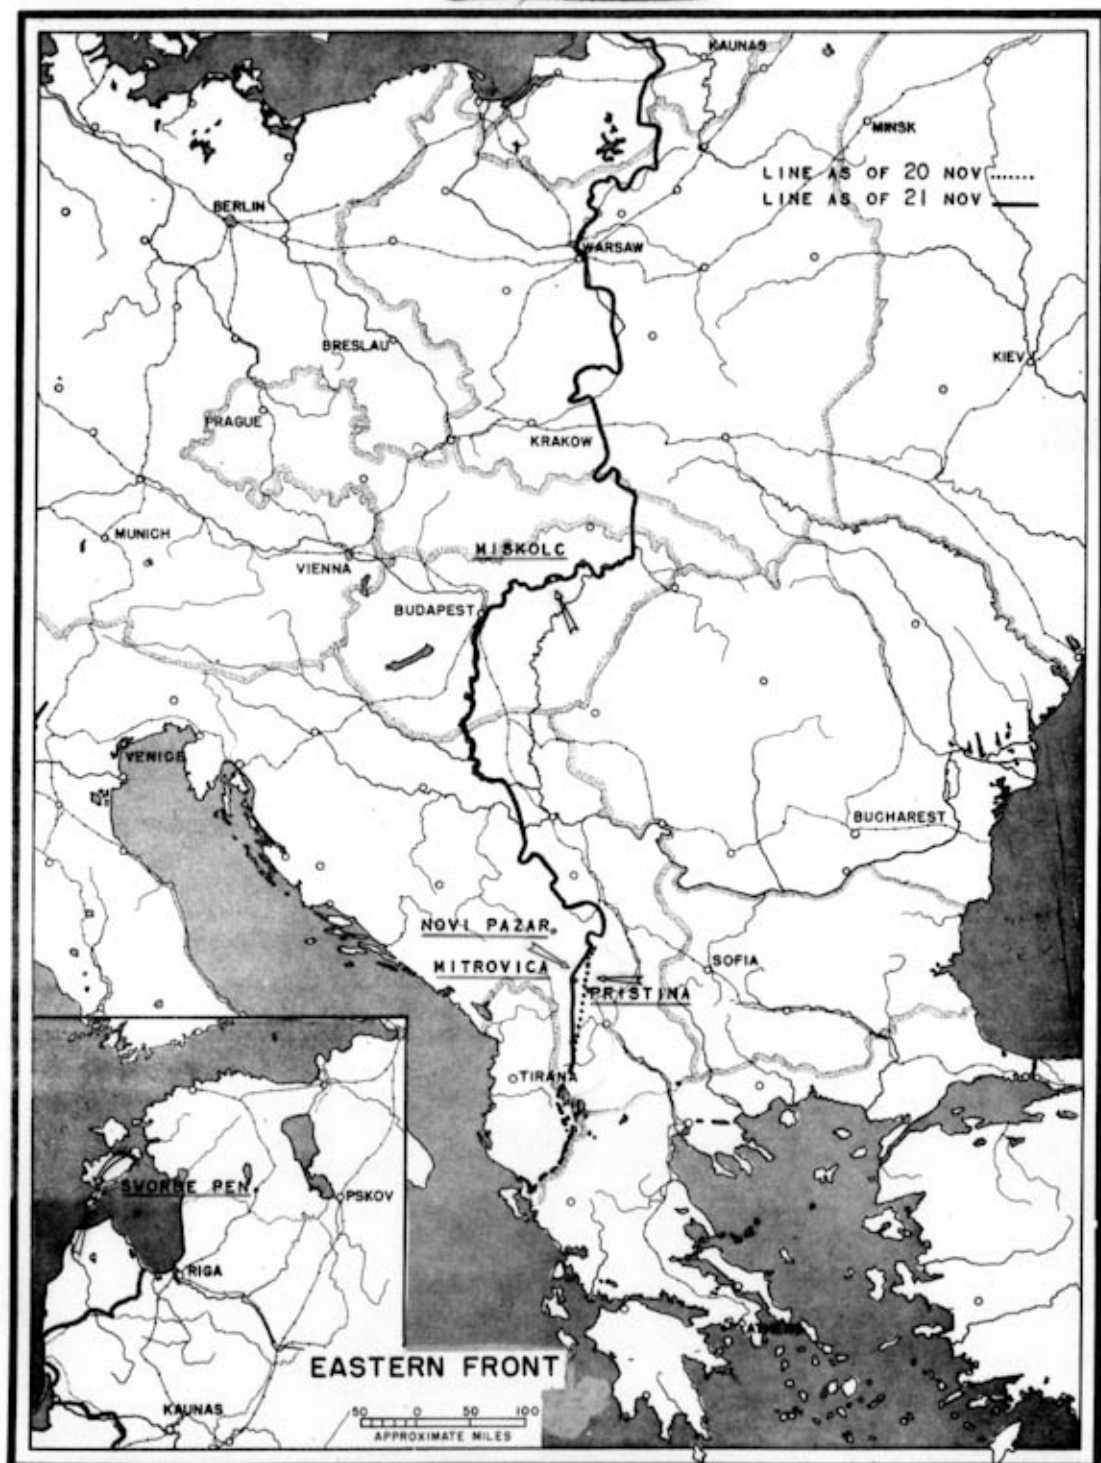 KAUNAS
MINSK
LINE AS OF 20 NOV ......
LINE AS OF 21 NOV
BERLIN
WARSAW
BRESLAU
KIEV
PRAGUE
KRAKOW
MUNICH
MISKOLC
VIENNA
BUDAPEST
VENICE
BUCHAREST
NOVI PAZAR
MITROVICA
SOFIA
PRISTINA
TIRANA
SWORBE PEN.
PSKOV
RIGA
ATHENS
EASTERN FRONT
KAUNAS
50 0 50 100
APPROXIMATE MILES